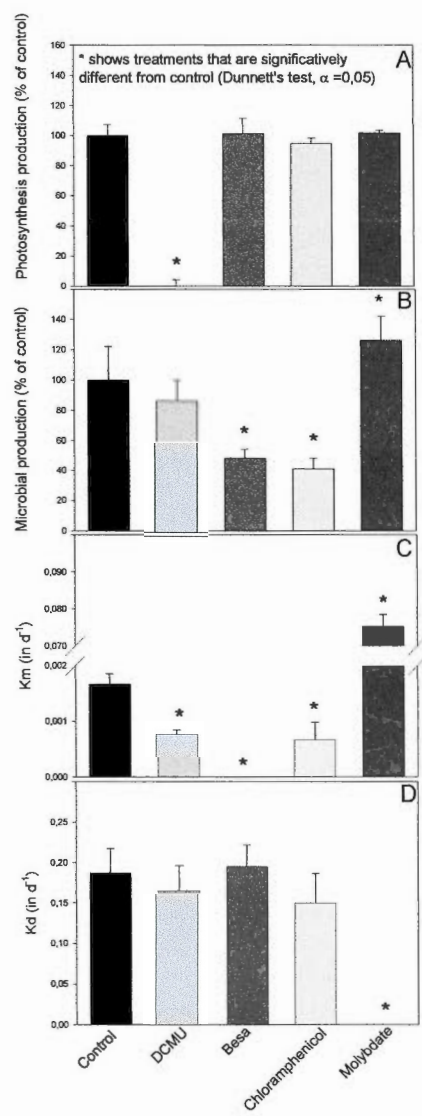 Photosynthesis production (% of control)
160
140
120
100
80
60
40
20
0
* shows treatments that are significatively
different from control (Dunnett's test, α =0,05)
A
*
Microbial production (% of control)
140
120
100
80
60
40
20
0
B
*
*
*
Km (in d-1)
0,080
0,070
0,002
0,001
0,000
C
*
*
*
*
Kd (in d-1)
0,25
0,20
0,15
0,10
0,05
0,00
D
*
Control
DCMU
Besa
Chloramphenicol
Molybdate